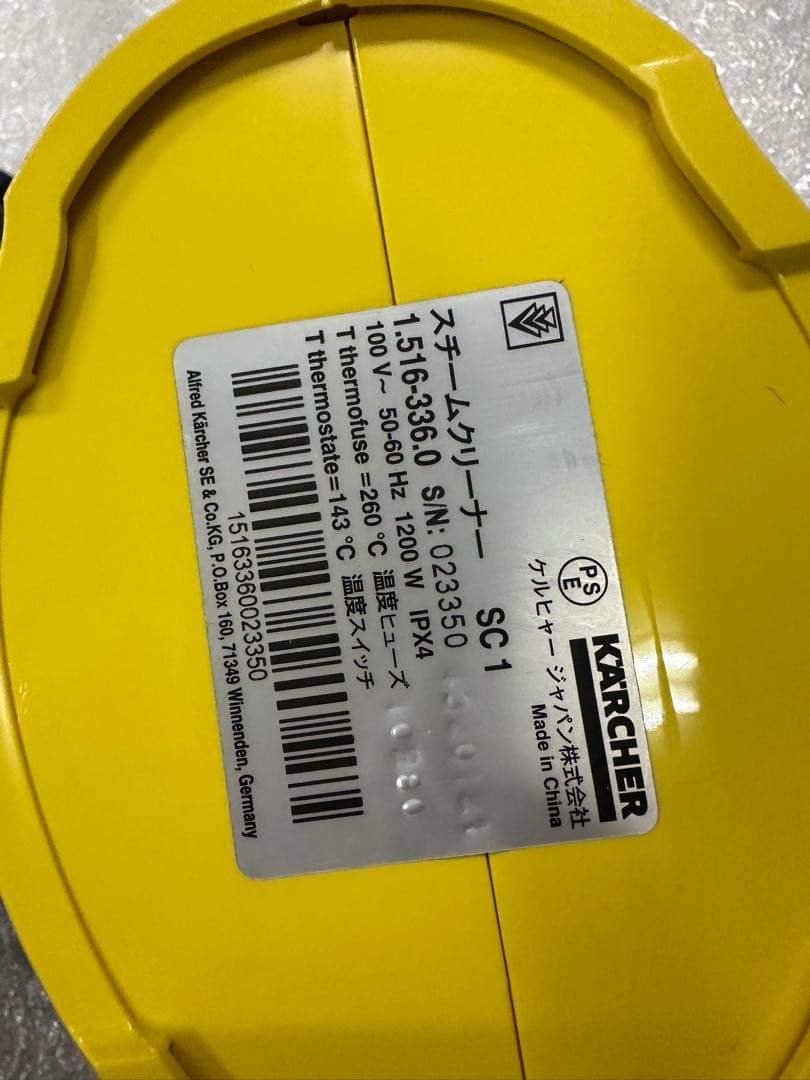 スチームクリーナー SC 1
1.516-336.0 S/N: 023350
100 V~ 50-60 Hz 1200 W IPX4
T thermofuse =260 °C 温度ヒューズ
T thermostate=143 °C 温度スイッチ
15163360023350
Alfred Kärcher SE & Co.KG, P.O.Box 160, 71349 Winnenden, Germany
PSE
KÄRCHER
ケルヒャー ジャパン株式会社
Made in China